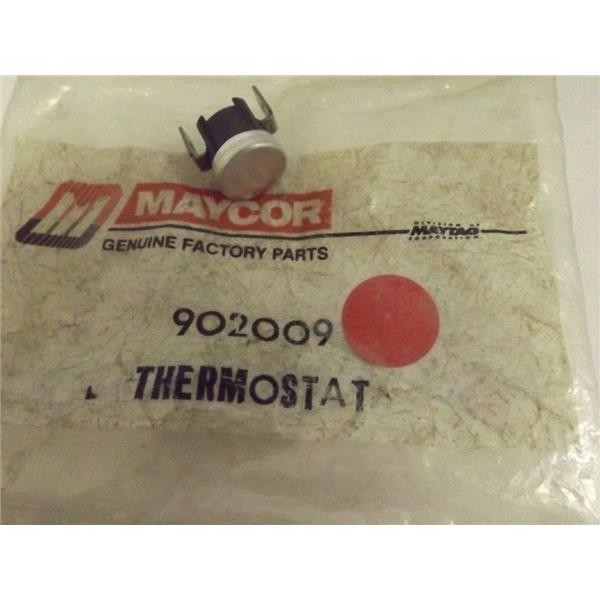 MAYCOR
GENUINE FACTORY PARTS
DIVISION OF
MAYTAG
CORPORATION
902009
THERMOSTAT